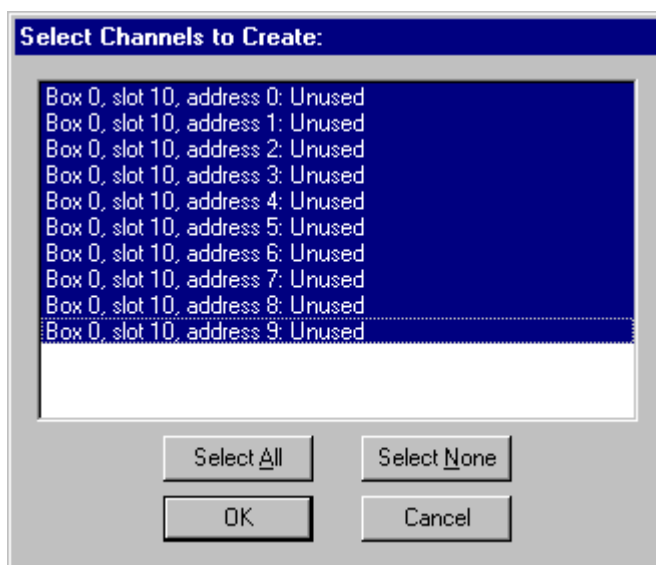 Select Channels to Create:
Box 0, slot 10, address 0: Unused
Box 0, slot 10, address 1: Unused
Box 0, slot 10, address 2: Unused
Box 0, slot 10, address 3: Unused
Box 0, slot 10, address 4: Unused
Box 0, slot 10, address 5: Unused
Box 0, slot 10, address 6: Unused
Box 0, slot 10, address 7: Unused
Box 0, slot 10, address 8: Unused
Box 0, slot 10, address 9: Unused
Select All
Select None
OK
Cancel